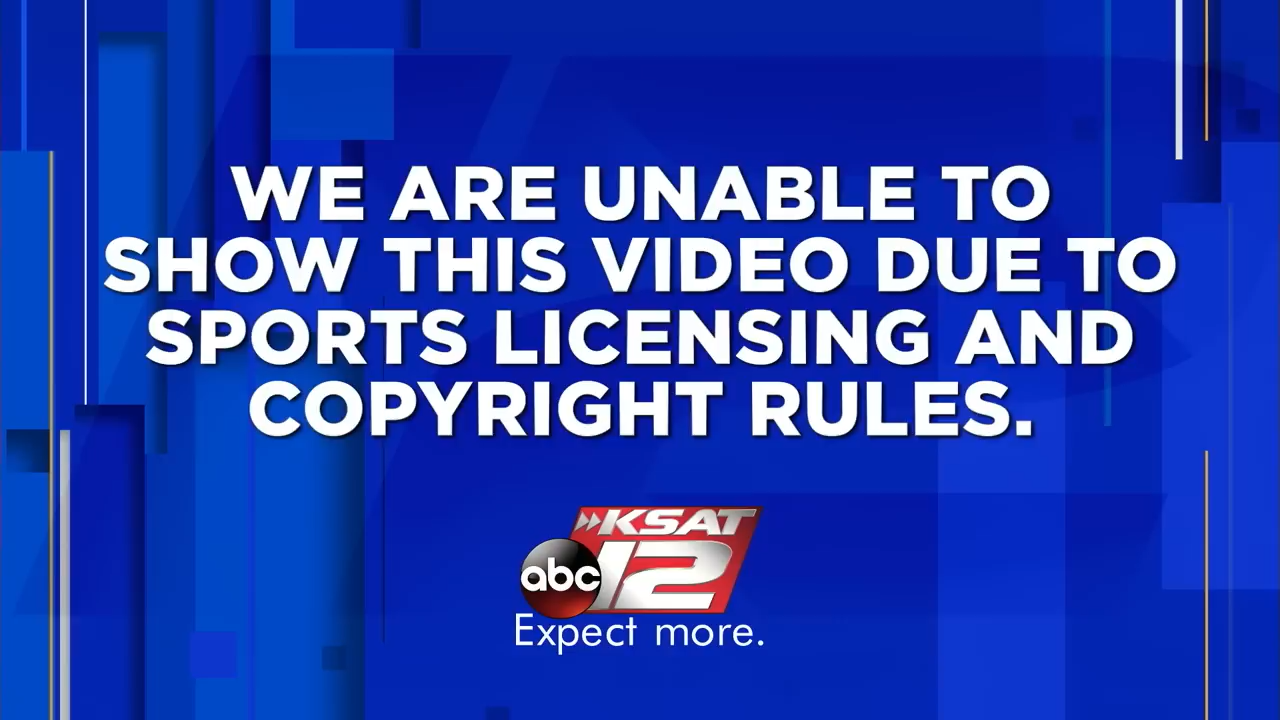 WE ARE UNABLE TO
SHOW THIS VIDEO DUE TO
SPORTS LICENSING AND
COPYRIGHT RULES.
KSAT
abc 12
Expect more.